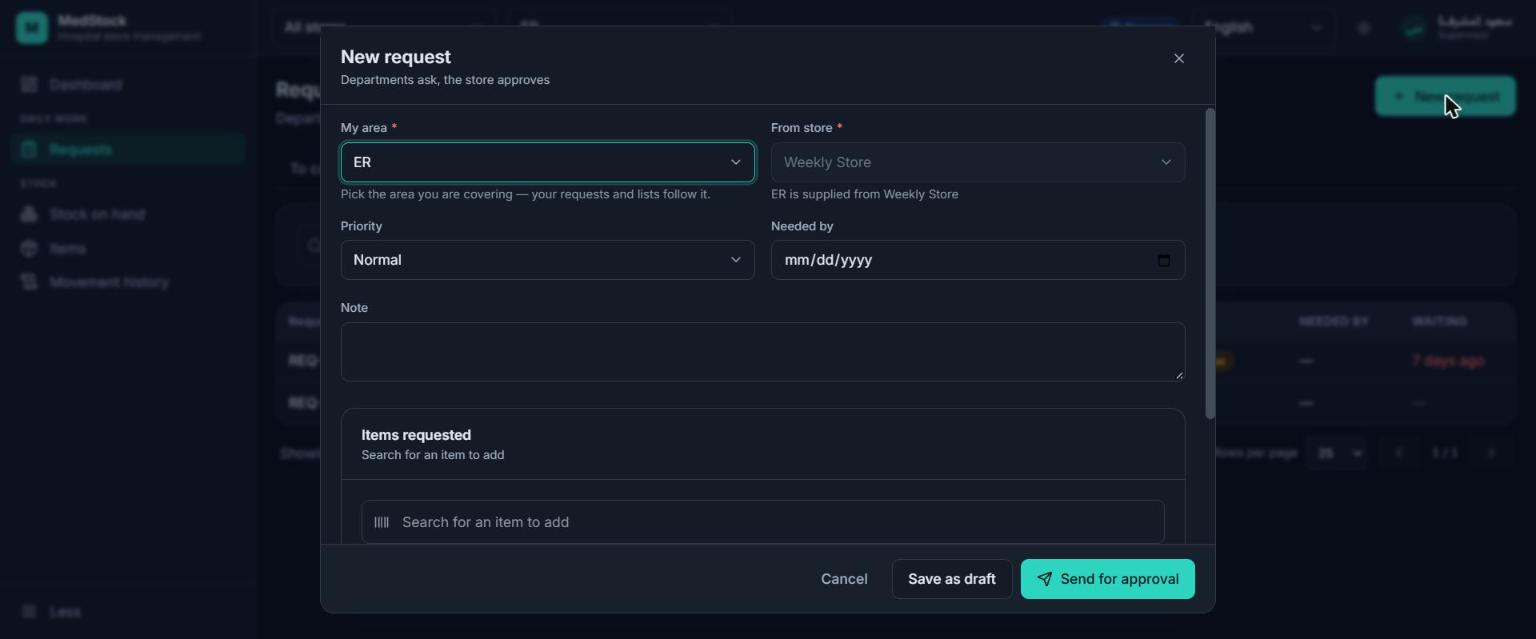 MedStock
Hospital store management
All
English
Supervisor
Dashboard
DAILY WORK
Requests
STOCK
Stock on hand
Items
Movement history
Less
New request
Departments ask, the store approves
My area *
ER
Pick the area you are covering — your requests and lists follow it.
From store *
Weekly Store
ER is supplied from Weekly Store
Priority
Normal
Needed by
mm/dd/yyyy
Note
Items requested
Search for an item to add
Search for an item to add
Cancel
Save as draft
Send for approval
NEEDED BY
WAITING
REQ
—
7 days ago
REQ
—
—
Rows per page
25
1 / 1